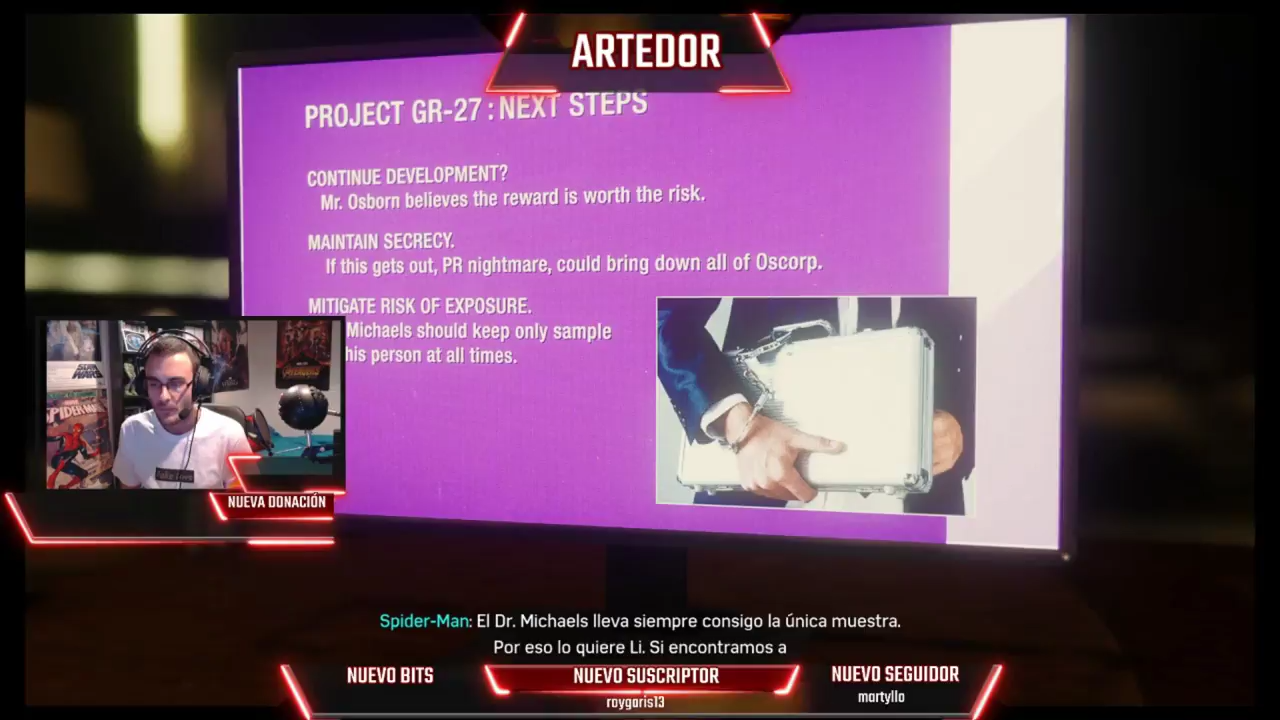 ARTEDOR
PROJECT GR-27 : NEXT STEPS
CONTINUE DEVELOPMENT?
Mr. Osborn believes the reward is worth the risk.
MAINTAIN SECRECY.
If this gets out, PR nightmare, could bring down all of Oscorp.
MITIGATE RISK OF EXPOSURE.
Michaels should keep only sample
his person at all times.
SPIDER-MAN
NUEVA DONACIÓN
Spider-Man: El Dr. Michaels lleva siempre consigo la única muestra.
Por eso lo quiere Li. Si encontramos a
NUEVO BITS
NUEVO SUSCRIPTOR
NUEVO SEGUIDOR
roygaris13
martyllo